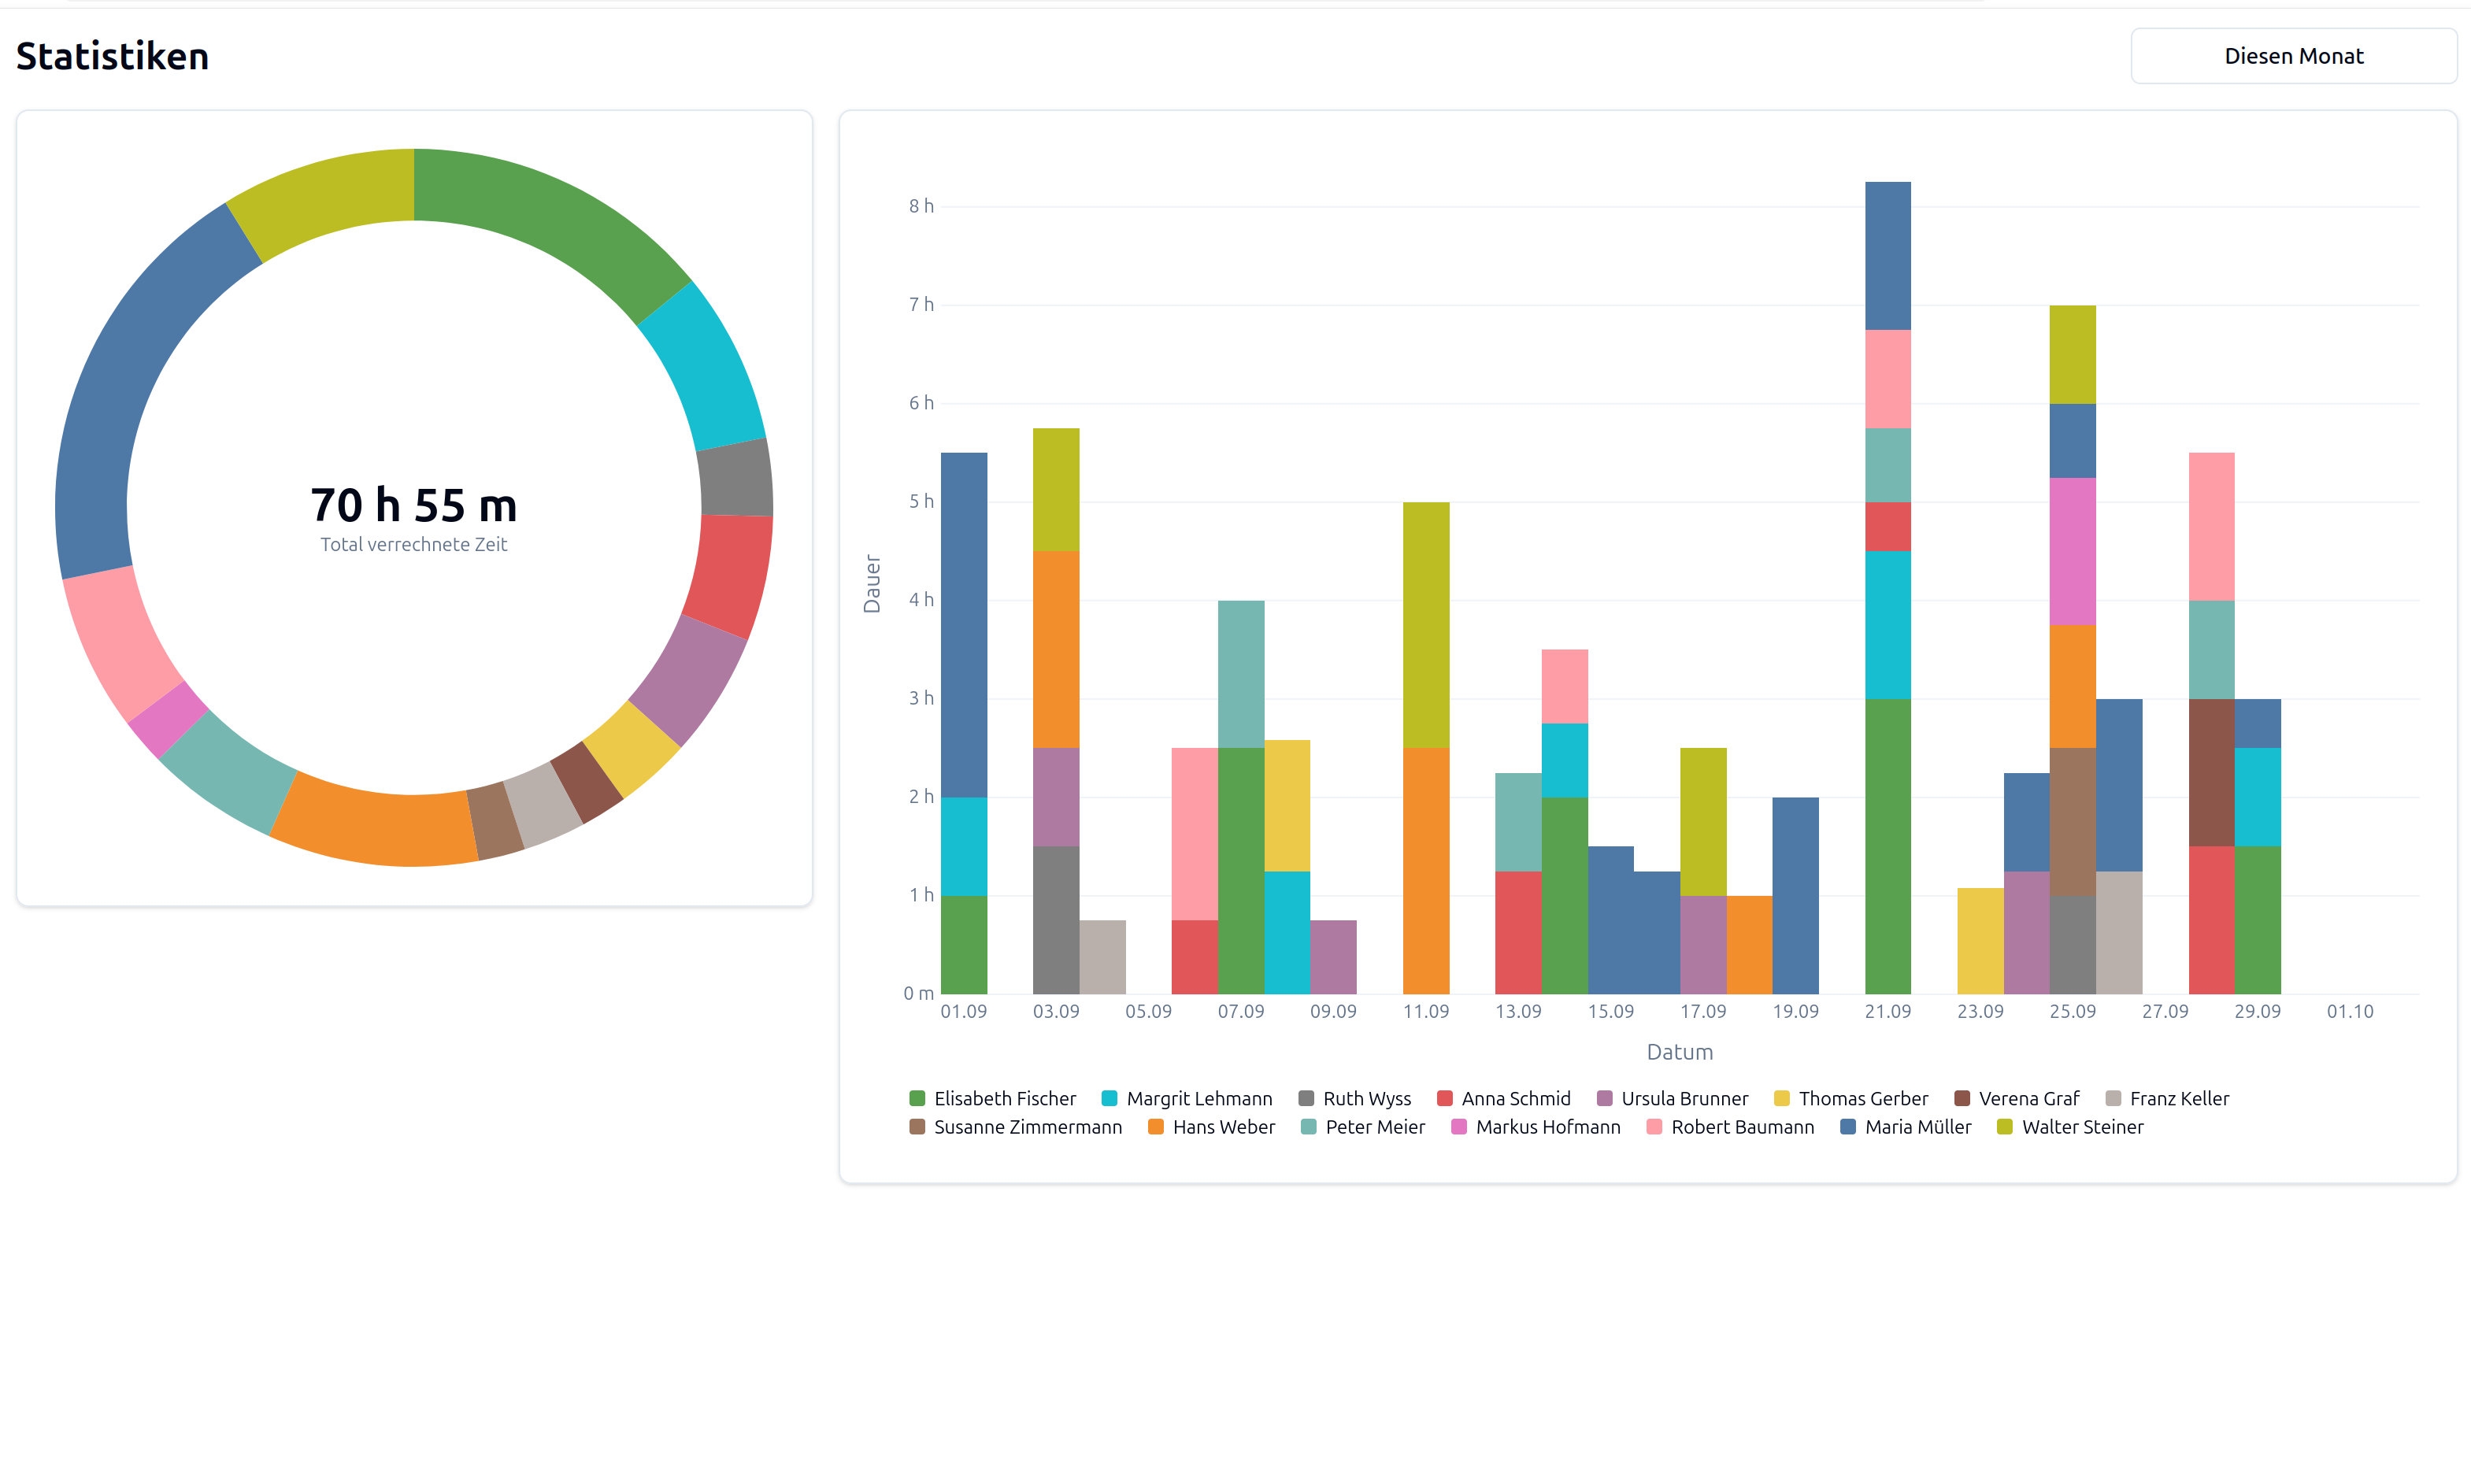 Statistiken
Diesen Monat
70 h 55 m
Total verrechnete Zeit
Dauer
8 h
7 h
6 h
5 h
4 h
3 h
2 h
1 h
0 m
01.09 03.09 05.09 07.09 09.09 11.09 13.09 15.09 17.09 19.09 21.09 23.09 25.09 27.09 29.09 01.10
Datum
Elisabeth Fischer Margrit Lehmann Ruth Wyss Anna Schmid Ursula Brunner Thomas Gerber Verena Graf Franz Keller
Susanne Zimmermann Hans Weber Peter Meier Markus Hofmann Robert Baumann Maria Müller Walter Steiner